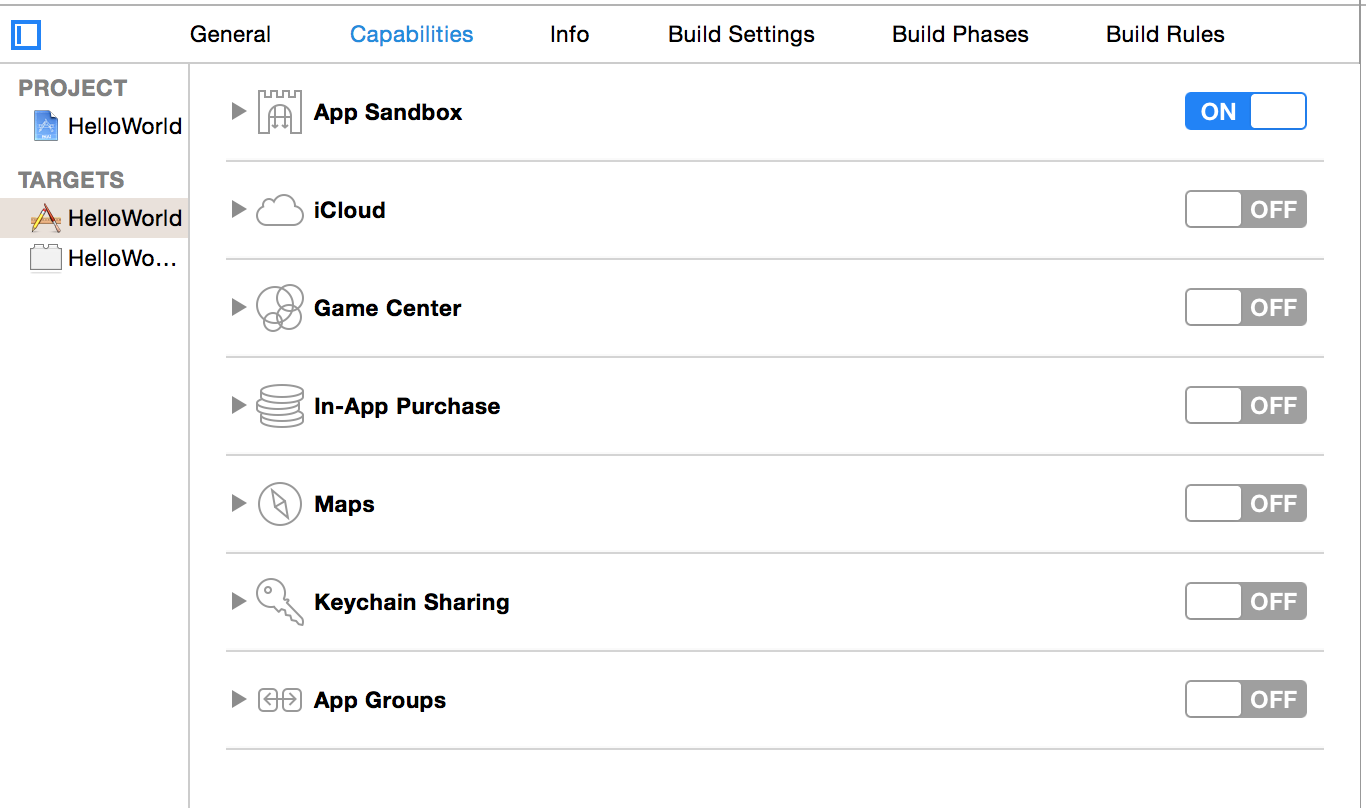 General Capabilities Info Build Settings Build Phases Build Rules
PROJECT
HelloWorld
TARGETS
HelloWorld
HelloWo...
App Sandbox ON
iCloud OFF
Game Center OFF
In-App Purchase OFF
Maps OFF
Keychain Sharing OFF
App Groups OFF